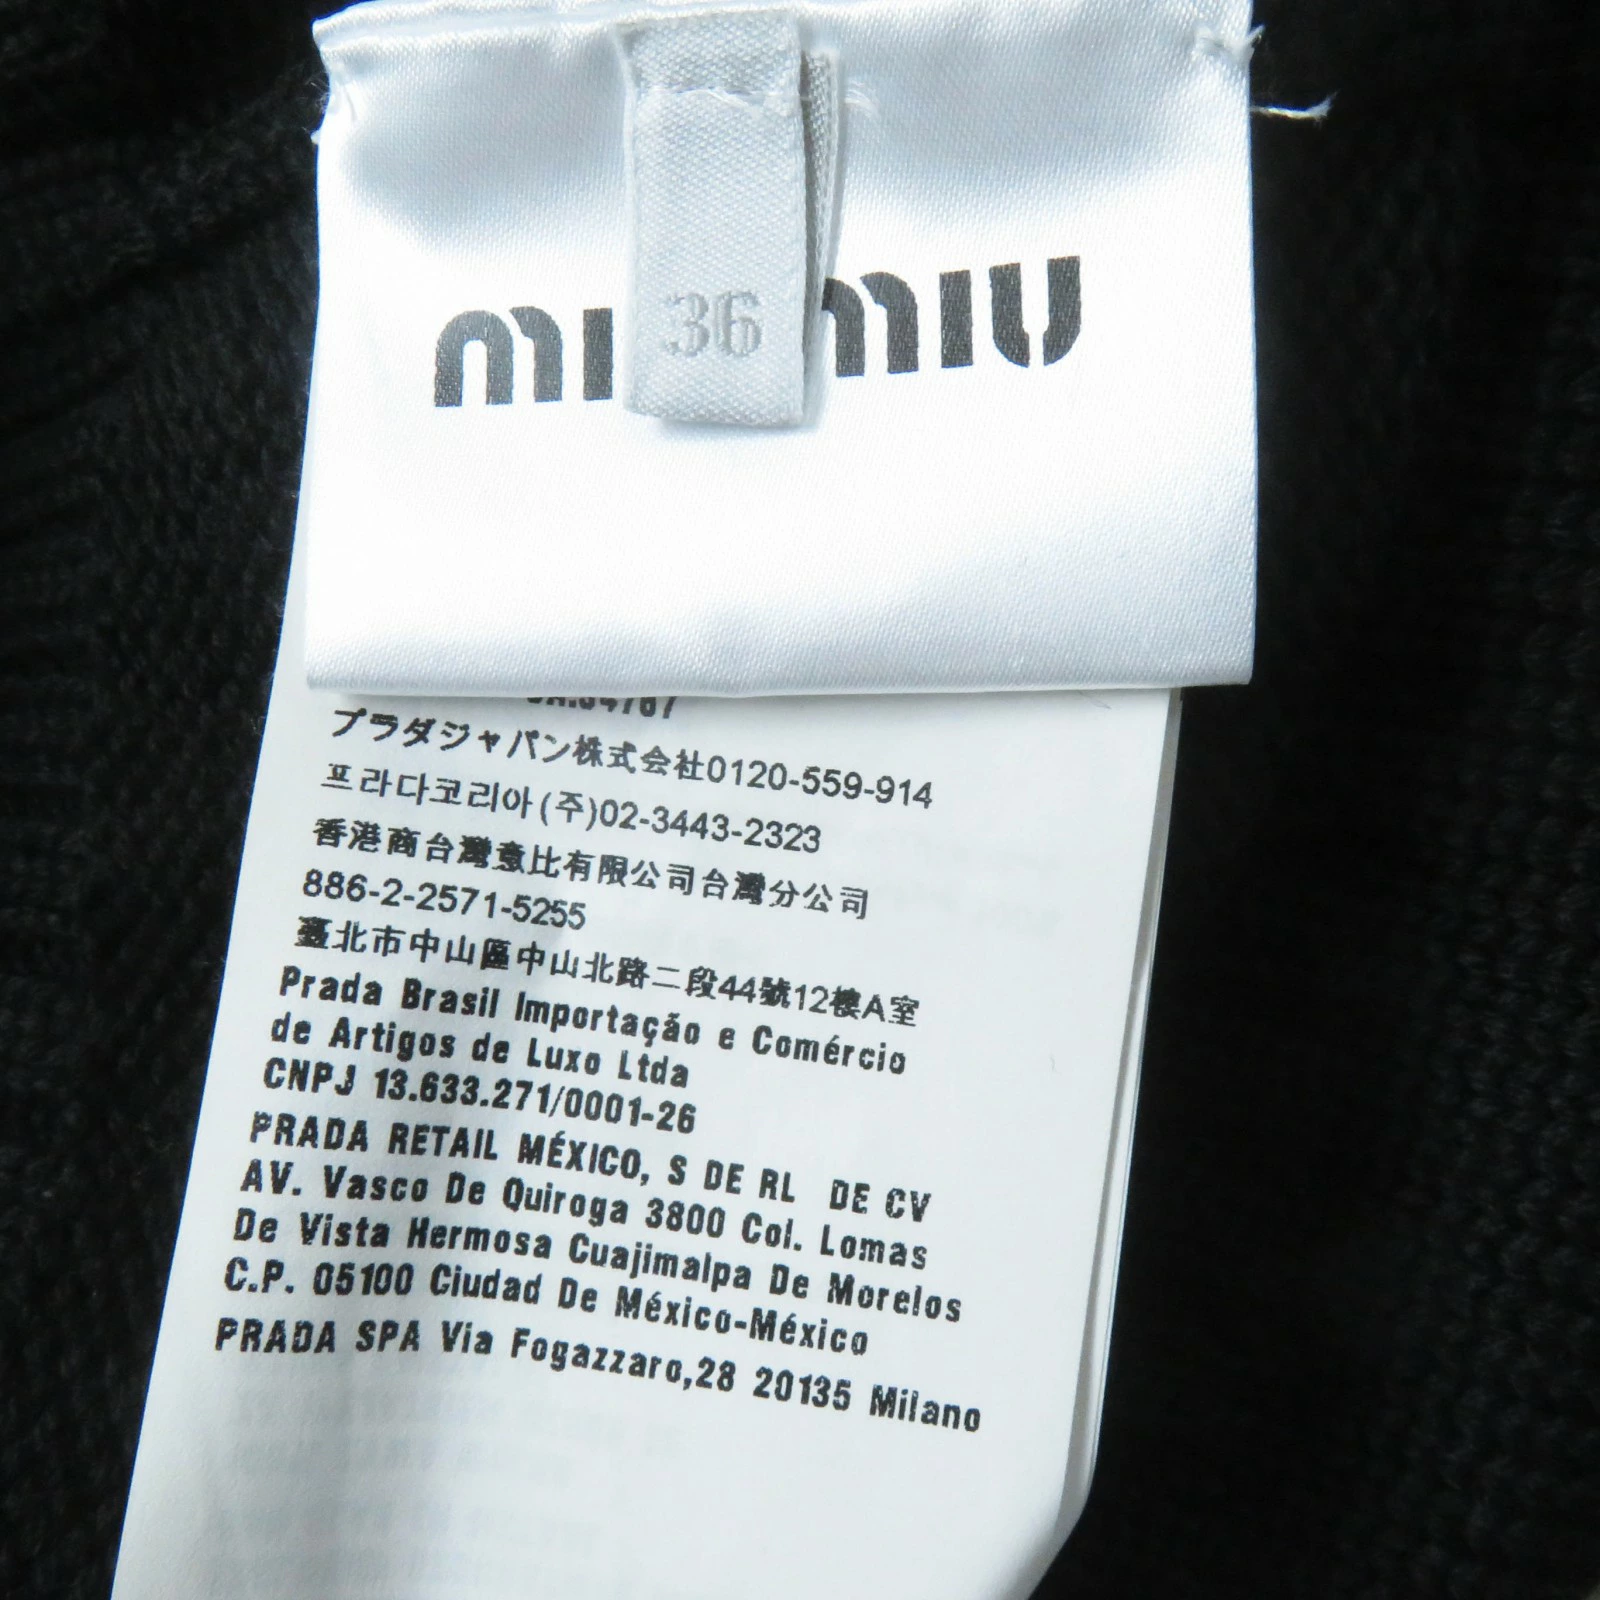 36
miu
プラダジャパン株式会社0120-559-914
프라다코리아(주)02-3443-2323
香港商台灣意比有限公司台灣分公司
886-2-2571-5255
臺北市中山區中山北路二段44號12樓A室
Prada Brasil Importação e Comércio
de Artigos de Luxo Ltda
CNPJ 13.633.271/0001-26
PRADA RETAIL MÉXICO, S DE RL DE CV
AV. Vasco De Quiroga 3800 Col. Lomas
De Vista Hermosa Cuajimalpa De Morelos
C.P. 05100 Ciudad De México-México
PRADA SPA Via Fogazzaro,28 20135 Milano